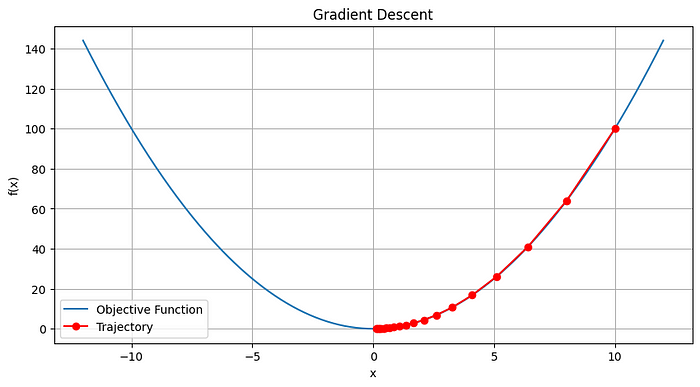 Gradient Descent
140
120
100
80
60
40
20
0
f(x)
Objective Function
Trajectory
−10
−5
0
5
10
x